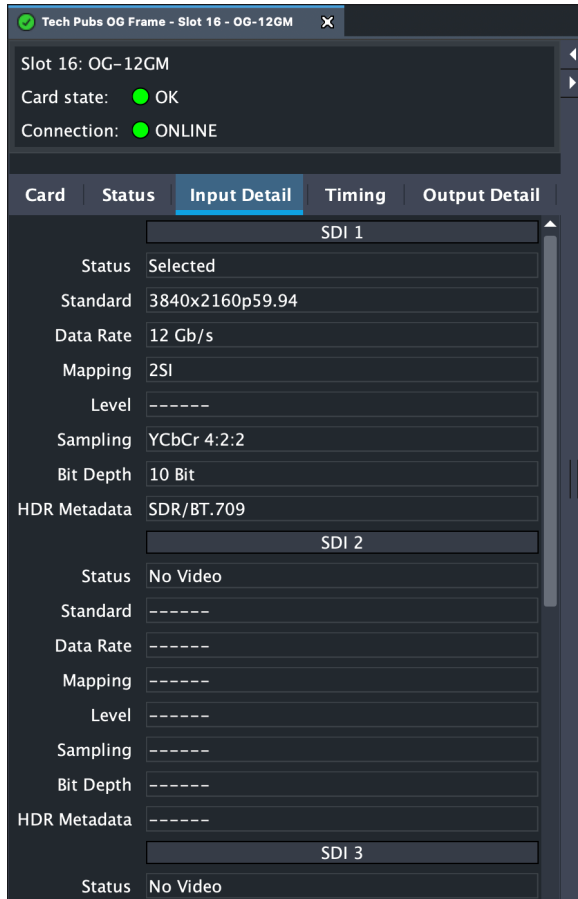 Tech Pubs OG Frame - Slot 16 - OG-12GM X
Slot 16: OG-12GM
Card state: OK
Connection: ONLINE
Card Status Input Detail Timing Output Detail
SDI 1
Status Selected
Standard 3840x2160p59.94
Data Rate 12 Gb/s
Mapping 2SI
Level ------
Sampling YCbCr 4:2:2
Bit Depth 10 Bit
HDR Metadata SDR/BT.709
SDI 2
Status No Video
Standard ------
Data Rate ------
Mapping ------
Level ------
Sampling ------
Bit Depth ------
HDR Metadata ------
SDI 3
Status No Video